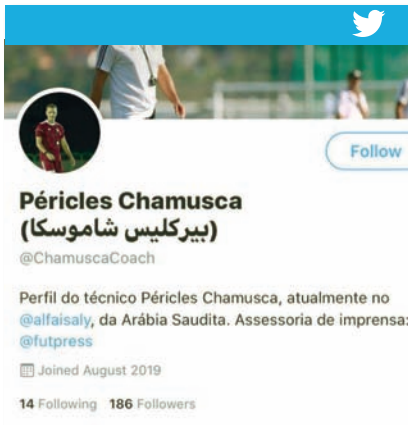 Follow
Péricles Chamusca
(بيركليس شاموسكا)
@ChamuscaCoach
Perfil do técnico Péricles Chamusca, atualmente no
@alfaisaly, da Arábia Saudita. Assessoria de imprensa:
@futpress
Joined August 2019
14 Following 186 Followers